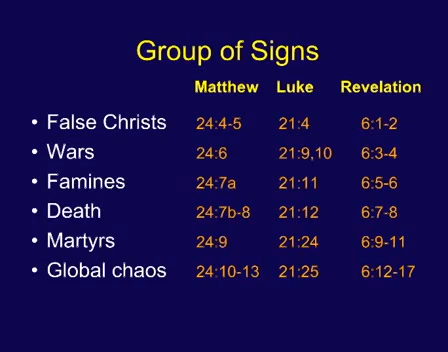 Group of Signs
Matthew Luke Revelation
• False Christs 24:4-5 21:4 6:1-2
• Wars 24:6 21:9,10 6:3-4
• Famines 24:7a 21:11 6:5-6
• Death 24:7b-8 21:12 6:7-8
• Martyrs 24:9 21:24 6:9-11
• Global chaos 24:10-13 21:25 6:12-17